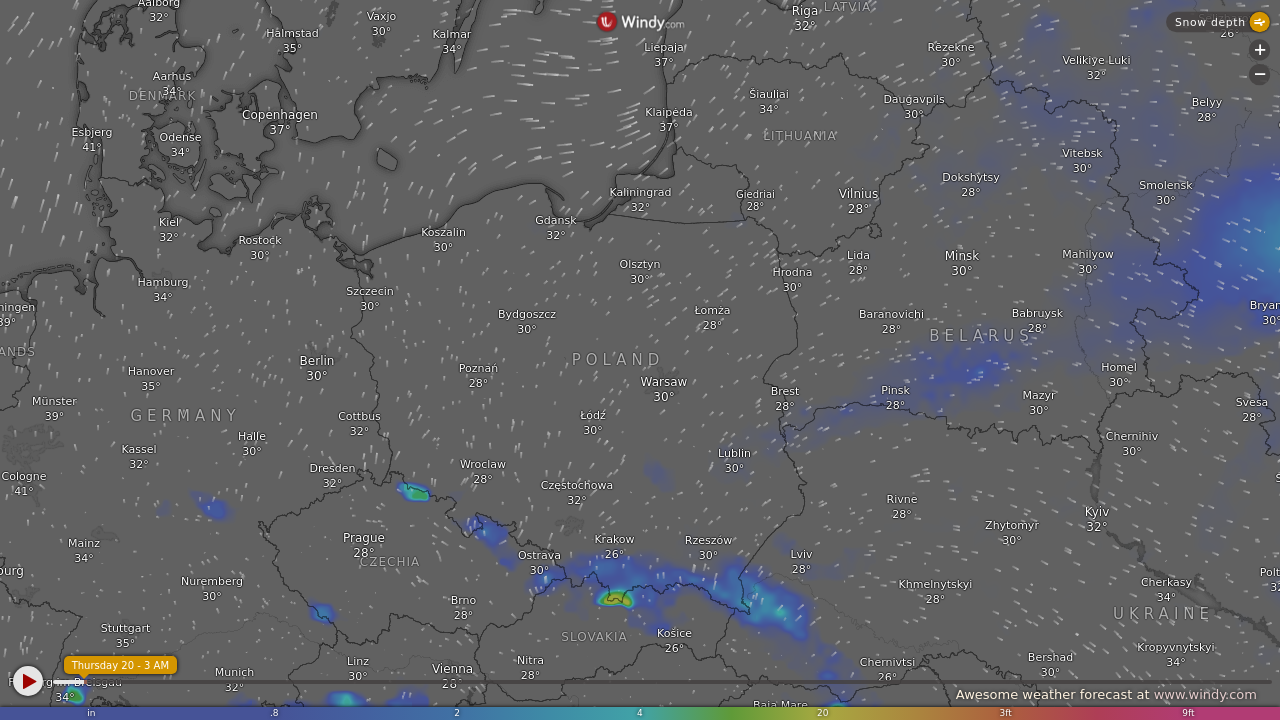 Aalborg
32°
Vaxjo
30°
Windy.com
Riga
32°
LATVIA
Snow depth
26°
Halmstad
35°
Kalmar
34°
Liepaja
37°
Rēzekne
30°
+
Velikiye Luki
32°
−
Aarhus
34°
DENMARK
Copenhagen
37°
Klaipėda
37°
Šiauliai
34°
Daugavpils
30°
Belyy
28°
Esbjerg
41°
Odense
34°
LITHUANIA
Vitebsk
30°
Dokshytsy
28°
Smolensk
30°
Kaliningrad
32°
Giedriai
28°
Vilnius
28°
Kiel
32°
Rostock
30°
Koszalin
30°
Gdansk
32°
Olsztyn
30°
Hrodna
30°
Lida
28°
Minsk
30°
Mahilyow
30°
Hamburg
34°
Szczecin
30°
ningen
39°
Bydgoszcz
30°
Łomża
28°
Baranovichi
28°
Babruysk
28°
BELARUS
Bryan
30°
ANDS
Berlin
30°
Hanover
35°
Poznań
28°
POLAND
Warsaw
30°
Brest
28°
Pinsk
28°
Homel
30°
Mazyr
30°
Svesa
28°
Münster
39°
GERMANY
Cottbus
32°
Łódź
30°
Halle
30°
Kassel
32°
Chernihiv
30°
Lublin
30°
Cologne
41°
Dresden
32°
Wroclaw
28°
Częstochowa
32°
Rivne
28°
Kyiv
32°
Zhytomyr
30°
Mainz
34°
Prague
28°
CZECHIA
Ostrava
30°
Krakow
26°
Rzeszow
30°
Lviv
28°
burg
Nuremberg
30°
Brno
28°
Khmelnytskyi
28°
Cherkasy
34°
Polt
32
UKRAINE
Stuttgart
35°
SLOVAKIA
Košice
26°
Thursday 20 - 3 AM
Munich
32°
Linz
30°
Vienna
28°
Nitra
28°
Chernivtsi
26°
Bershad
30°
Kropyvnytskyi
34°
34°
Awesome weather forecast at www.windy.com
Baia Mare
in .8 2 4 20 3ft 9ft